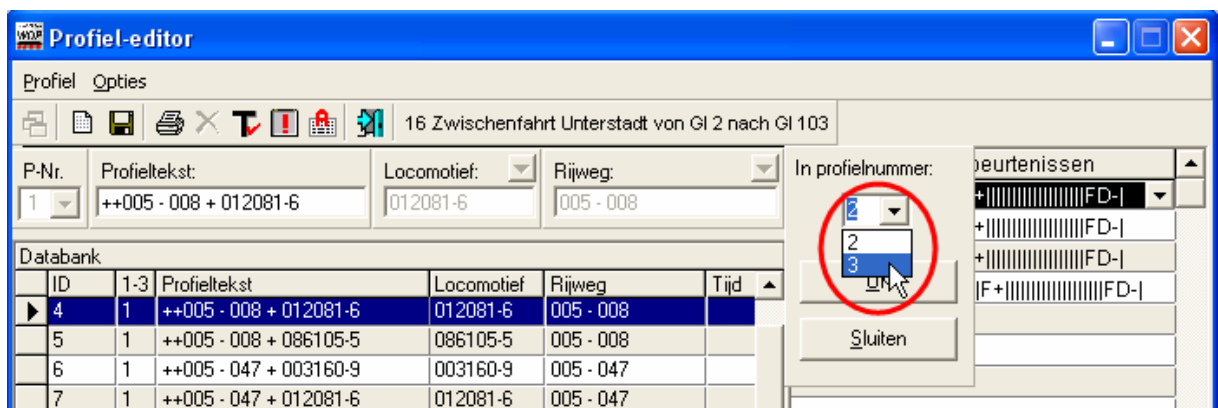 WDP Profiel-editor
Profiel Opties
16 Zwischenfahrt Unterstadt von Gl 2 nach Gl 103
P-Nr. Profieltekst: Locomotief: Rijweg: In profielnummer: beurtenissen
1 ++005 - 008 + 012081-6 012081-6 005 - 008 2 +||||||||||||||||||FD-|
2 +||||||||||||||||||FD-|
Databank 3 +||||||||||||||||||FD-|
ID 1-3 Profieltekst Locomotief Rijweg Tijd |F+||||||||||||||||||FD-|
4 1 ++005 - 008 + 012081-6 012081-6 005 - 008
5 1 ++005 - 008 + 086105-5 086105-5 005 - 008 Sluiten
6 1 ++005 - 047 + 003160-9 003160-9 005 - 047
7 1 ++005 - 047 + 012081-6 012081-6 005 - 047